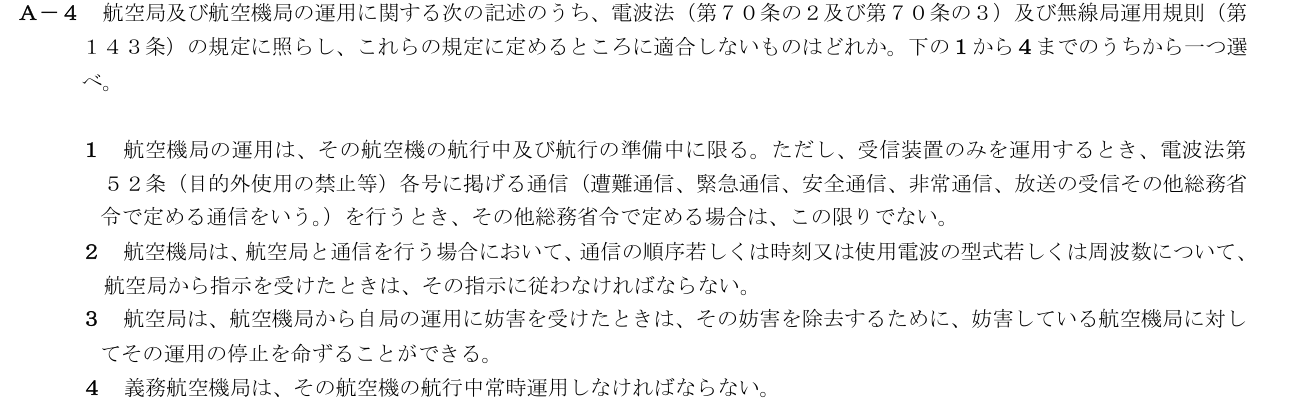 Ａ－４　航空局及び航空機局の運用に関する次の記述のうち、電波法（第７０条の２及び第７０条の３）及び無線局運用規則（第
１４３条）の規定に照らし、これらの規定に定めるところに適合しないものはどれか。下の１から４までのうちから一つ選
べ。
１　航空機局の運用は、その航空機の航行中及び航行の準備中に限る。ただし、受信装置のみを運用するとき、電波法第
５２条（目的外使用の禁止等）各号に掲げる通信（遭難通信、緊急通信、安全通信、非常通信、放送の受信その他総務省
令で定める通信をいう。）を行うとき、その他総務省令で定める場合は、この限りでない。
２　航空機局は、航空局と通信を行う場合において、通信の順序若しくは時刻又は使用電波の型式若しくは周波数について、
航空局から指示を受けたときは、その指示に従わなければならない。
３　航空局は、航空機局から自局の運用に妨害を受けたときは、その妨害を除去するために、妨害している航空機局に対し
てその運用の停止を命ずることができる。
４　義務航空機局は、その航空機の航行中常時運用しなければならない。